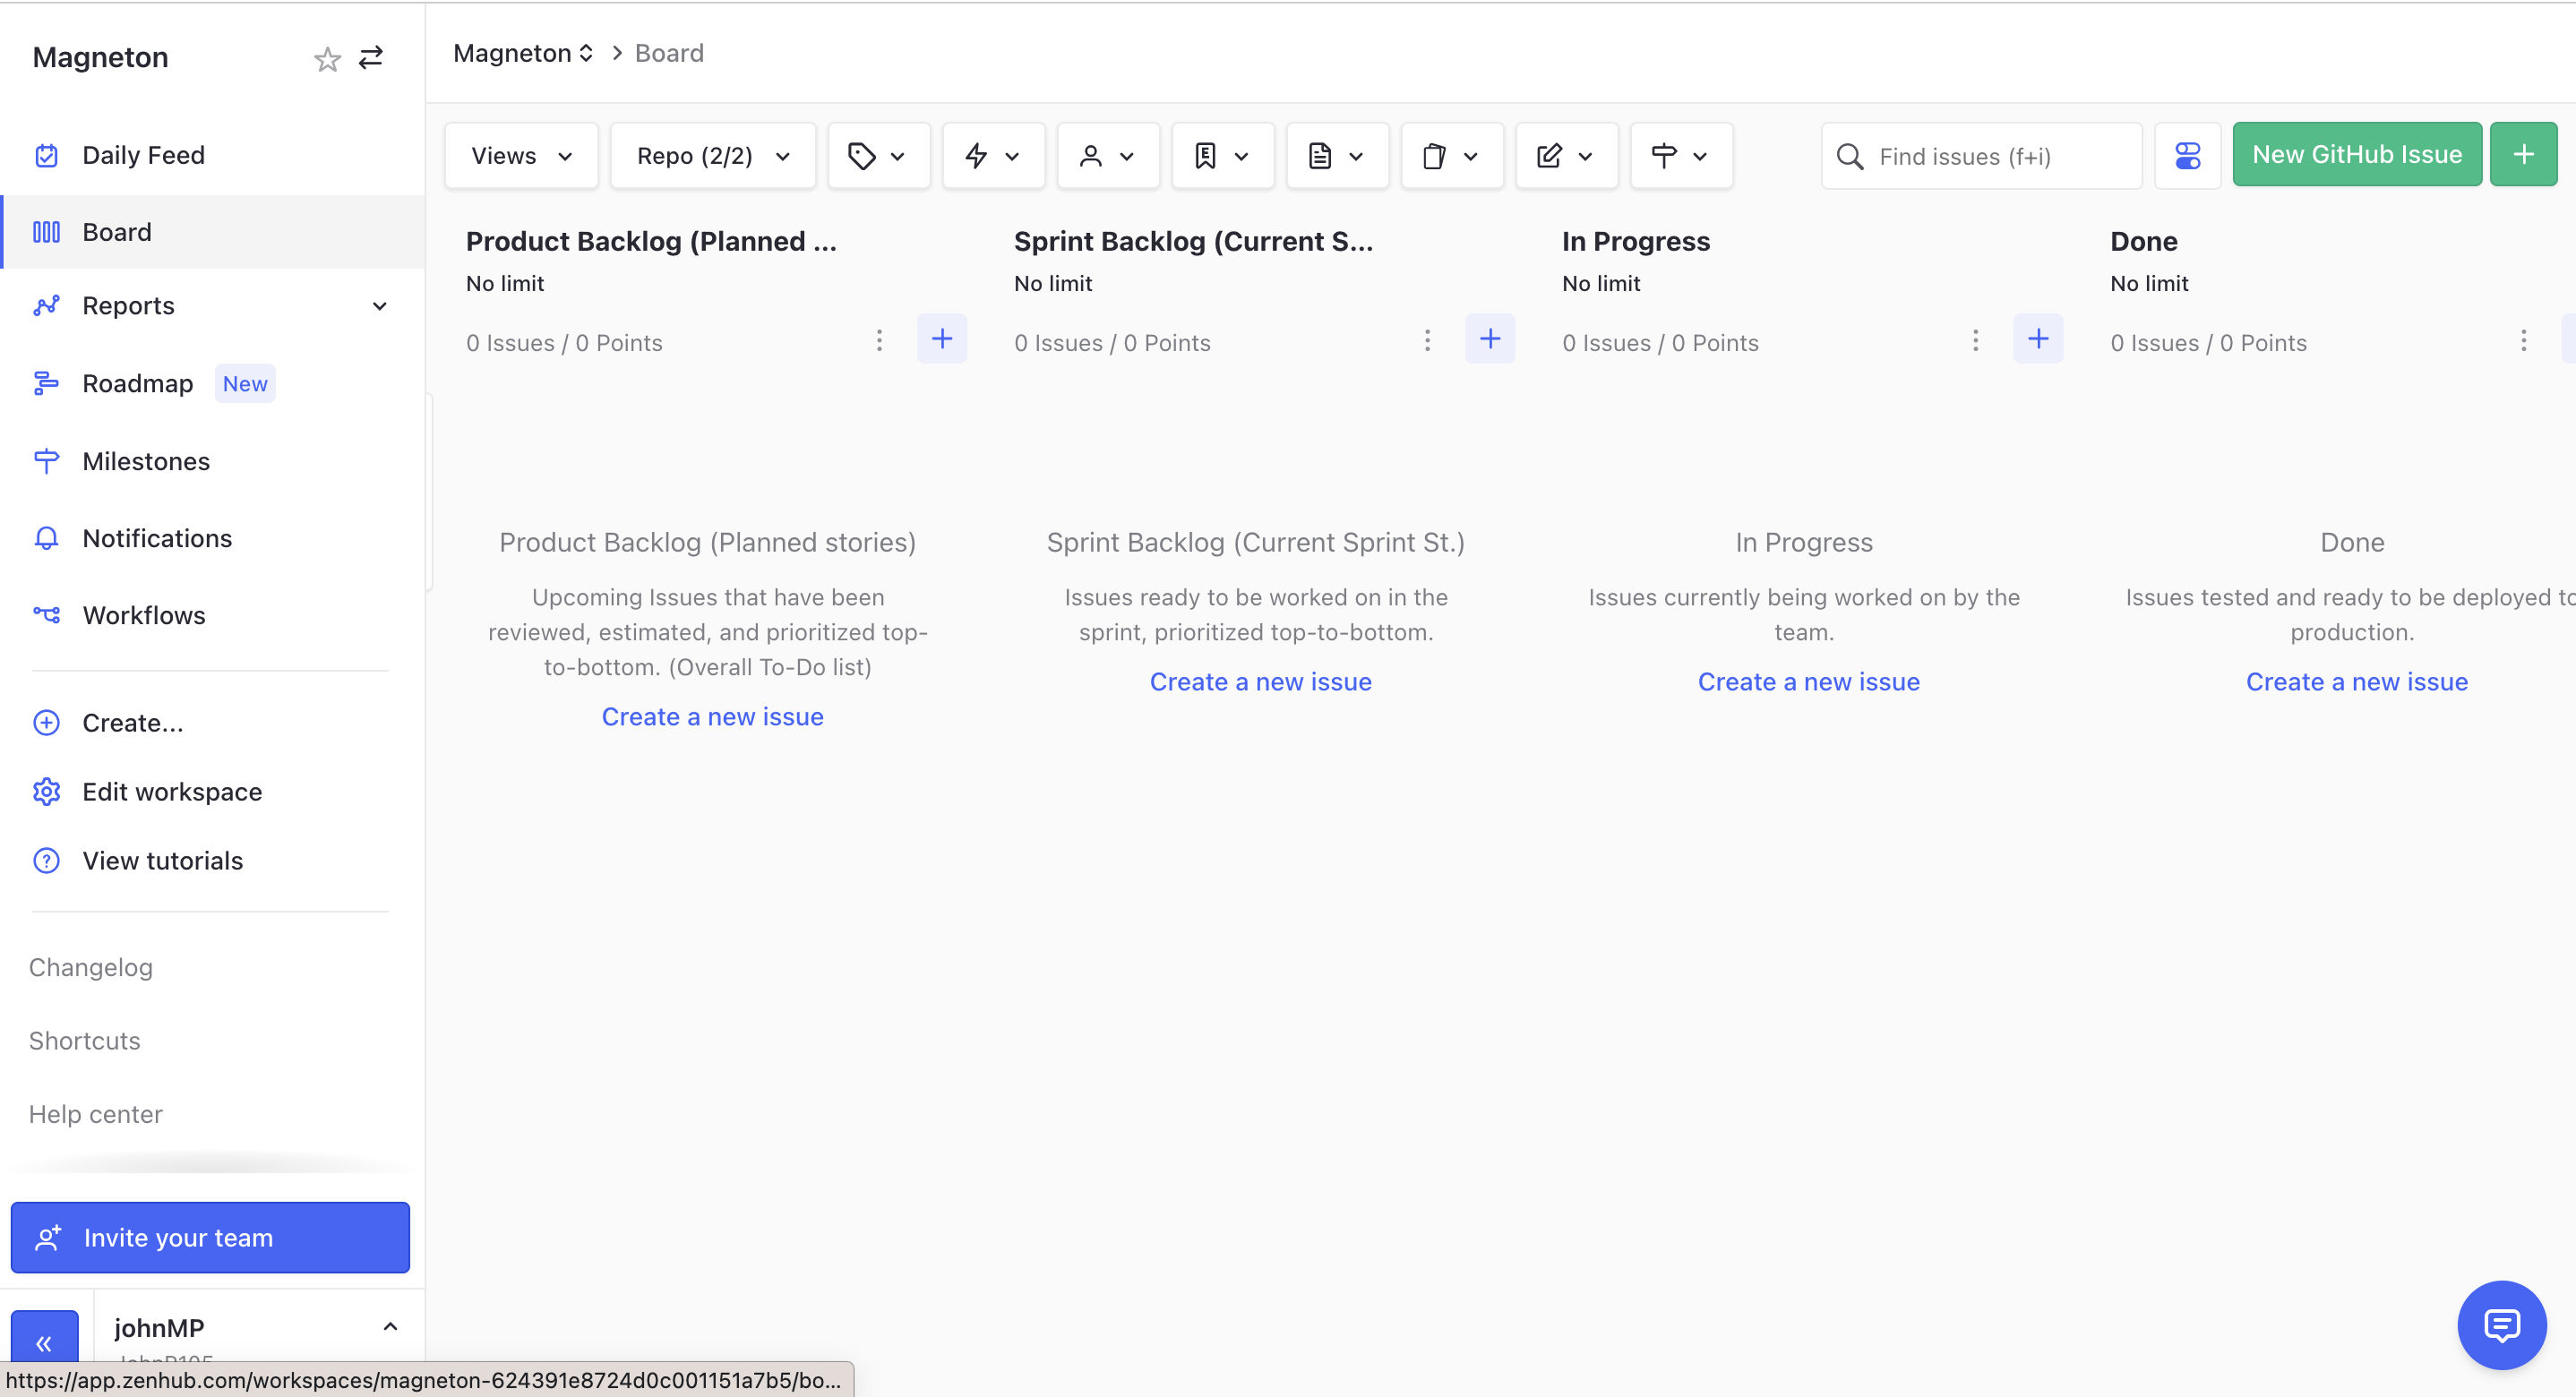 Magneton
Daily Feed
Board
Reports
Roadmap New
Milestones
Notifications
Workflows
Create...
Edit workspace
View tutorials
Changelog
Shortcuts
Help center
Invite your team
johnMP
https://app.zenhub.com/workspaces/magneton-624391e8724d0c001151a7b5/bo...
Magneton > Board
Views Repo (2/2) Find issues (f+i) New GitHub Issue +
Product Backlog (Planned ...
No limit
0 Issues / 0 Points
Product Backlog (Planned stories)
Upcoming Issues that have been
reviewed, estimated, and prioritized top-
to-bottom. (Overall To-Do list)
Create a new issue
Sprint Backlog (Current S...
No limit
0 Issues / 0 Points
Sprint Backlog (Current Sprint St.)
Issues ready to be worked on in the
sprint, prioritized top-to-bottom.
Create a new issue
In Progress
No limit
0 Issues / 0 Points
In Progress
Issues currently being worked on by the
team.
Create a new issue
Done
No limit
0 Issues / 0 Points
Done
Issues tested and ready to be deployed to
production.
Create a new issue